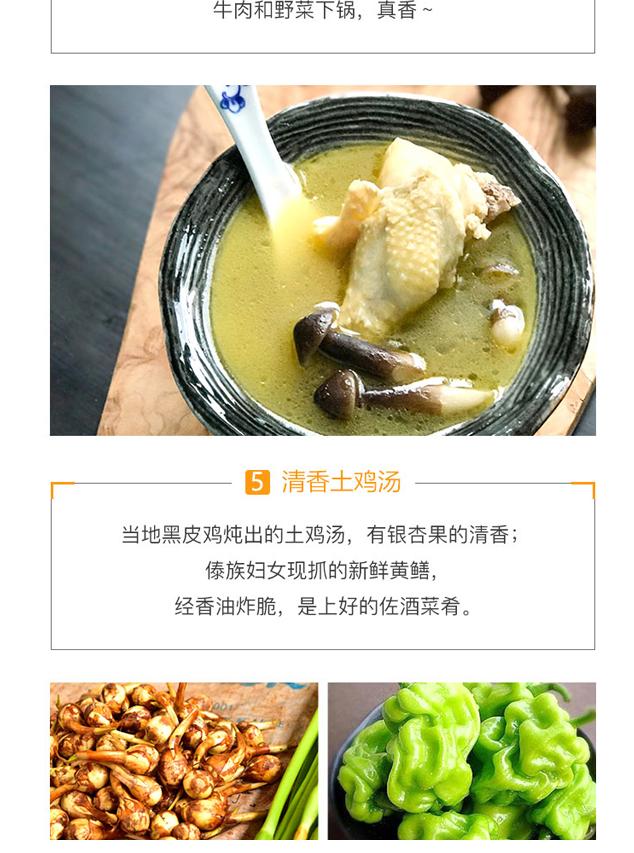 牛肉和野菜下锅，真香~
5 清香土鸡汤
当地黑皮鸡炖出的土鸡汤，有银杏果的清香；
傣族妇女现抓的新鲜黄鳝，
经香油炸脆，是上好的佐酒菜肴。